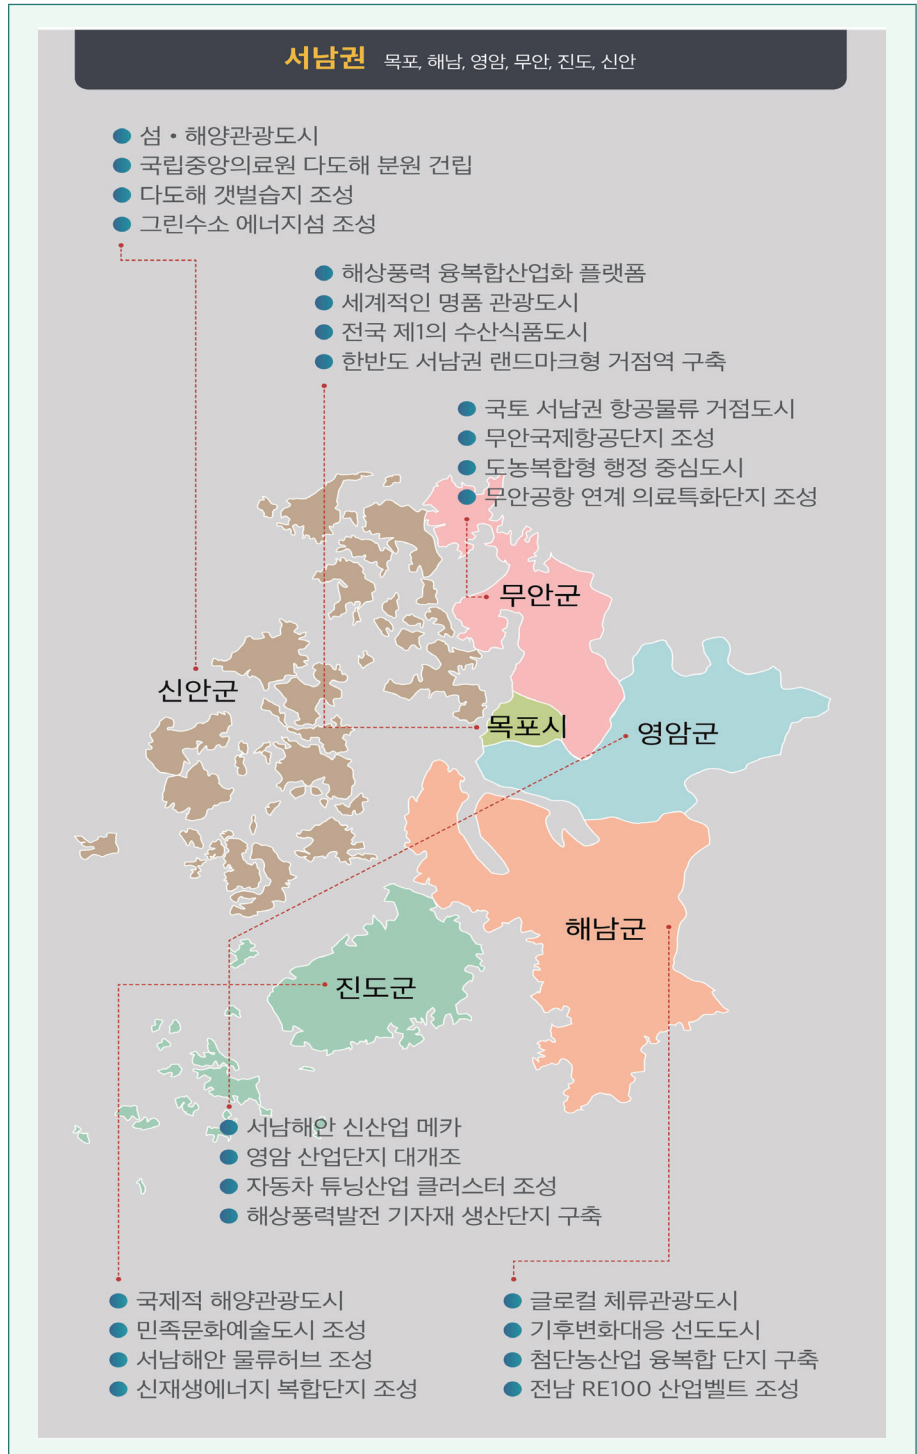 서남권 목포, 해남, 영암, 무안, 진도, 신안
● 섬 • 해양관광도시
● 국립중앙의료원 다도해 분원 건립
● 다도해 갯벌습지 조성
● 그린수소 에너지섬 조성
● 해상풍력 융복합산업화 플랫폼
● 세계적인 명품 관광도시
● 전국 제1의 수산식품도시
● 한반도 서남권 랜드마크형 거점역 구축
● 국토 서남권 항공물류 거점도시
● 무안국제항공단지 조성
● 도농복합형 행정 중심도시
● 무안공항 연계 의료특화단지 조성
무안군
신안군
목포시
영암군
해남군
진도군
● 서남해안 신산업 메카
● 영암 산업단지 대개조
● 자동차 튜닝산업 클러스터 조성
● 해상풍력발전 기자재 생산단지 구축
● 국제적 해양관광도시
● 민족문화예술도시 조성
● 서남해안 물류허브 조성
● 신재생에너지 복합단지 조성
● 글로컬 체류관광도시
● 기후변화대응 선도도시
● 첨단농산업 융복합 단지 구축
● 전남 RE100 산업벨트 조성